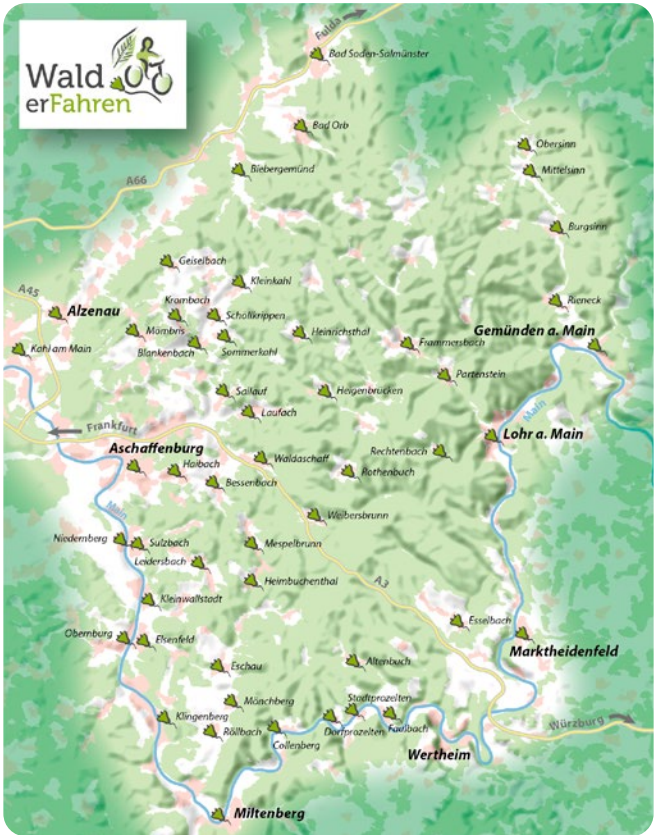 Fulda
Bad Soden-Salmünster
Wald
erFahren
Bad Orb
Obersinn
Biebergemünd
Mittelsinn
A66
Burgsinn
Geiselbach
Kleinkahl
A45
Krombach
Rieneck
Alzenau
Schöllkrippen
Mömbris
Heinrichsthal
Gemünden a. Main
Kahl am Main
Blankenbach
Sommerkahl
Frammersbach
Partenstein
Sailauf
Heigenbrücken
Laufach
Main
Frankfurt
Lohr a. Main
Aschaffenburg
Rechtenbach
Haibach
Waldaschaff
Rothenbuch
Bessenbach
Main
Weibersbrunn
Niedernberg
Sulzbach
Mespelbrunn
Leidersbach
Heimbuchenthal
A3
Kleinwallstadt
Esselbach
Obernburg
Elsenfeld
Marktheidenfeld
Eschau
Altenbuch
Mönchberg
Stadtprozelten
Klingenberg
Röllbach
Dorfprozelten
Faulbach
Würzburg
Collenberg
Wertheim
Miltenberg